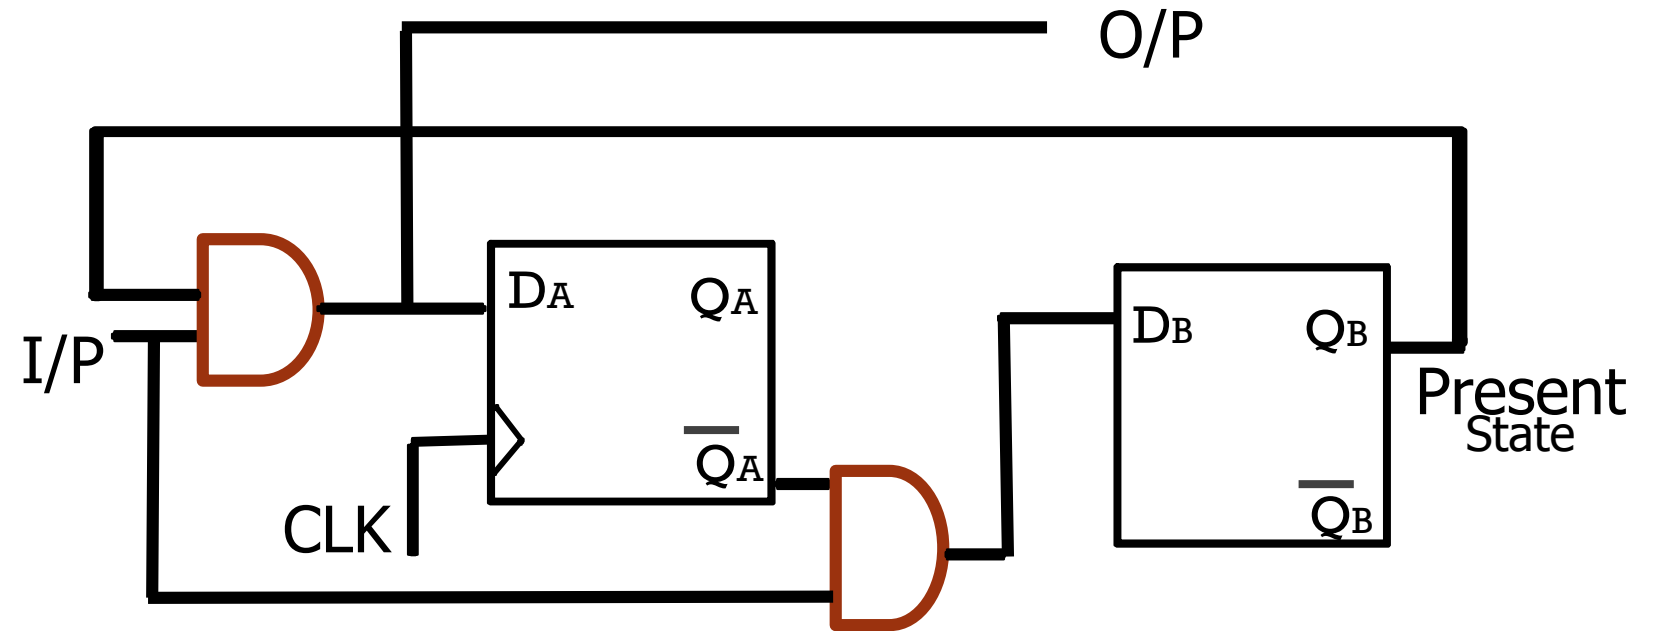 O/P
DA
QA
I/P
DB
QB
Present
State
QA
CLK
QB